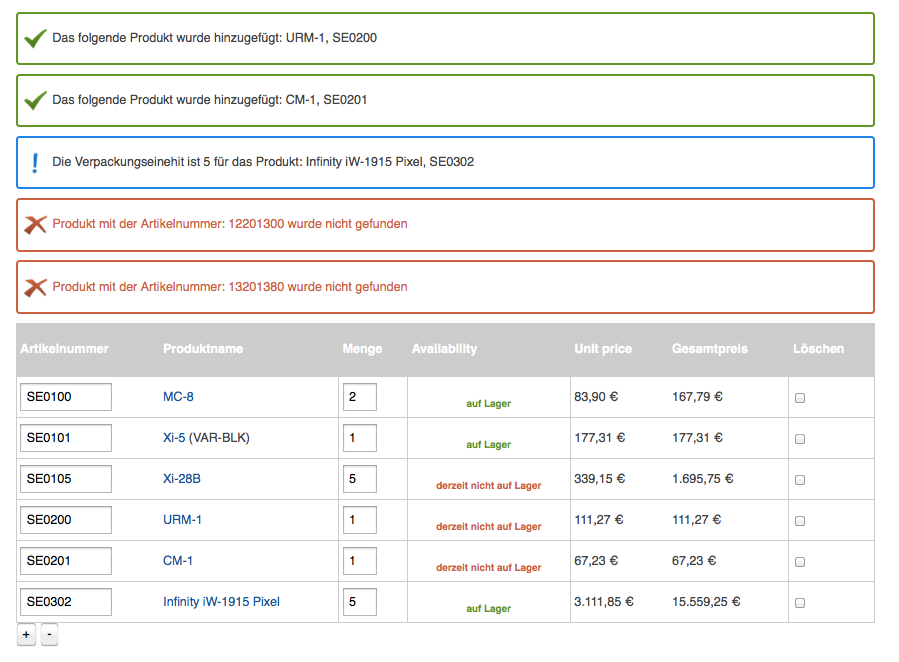 Das folgende Produkt wurde hinzugefügt: URM-1, SE0200
Das folgende Produkt wurde hinzugefügt: CM-1, SE0201
Die Verpackungseinehit ist 5 für das Produkt: Infinity iW-1915 Pixel, SE0302
Produkt mit der Artikelnummer: 12201300 wurde nicht gefunden
Produkt mit der Artikelnummer: 13201380 wurde nicht gefunden
Artikelnummer Produktname Menge Availability Unit price Gesamtpreis Löschen
SE0100 MC-8 2 auf Lager 83,90 € 167,79 €
SE0101 Xi-5 (VAR-BLK) 1 auf Lager 177,31 € 177,31 €
SE0105 Xi-28B 5 derzeit nicht auf Lager 339,15 € 1.695,75 €
SE0200 URM-1 1 derzeit nicht auf Lager 111,27 € 111,27 €
SE0201 CM-1 1 derzeit nicht auf Lager 67,23 € 67,23 €
SE0302 Infinity iW-1915 Pixel 5 auf Lager 3.111,85 € 15.559,25 €
+ -